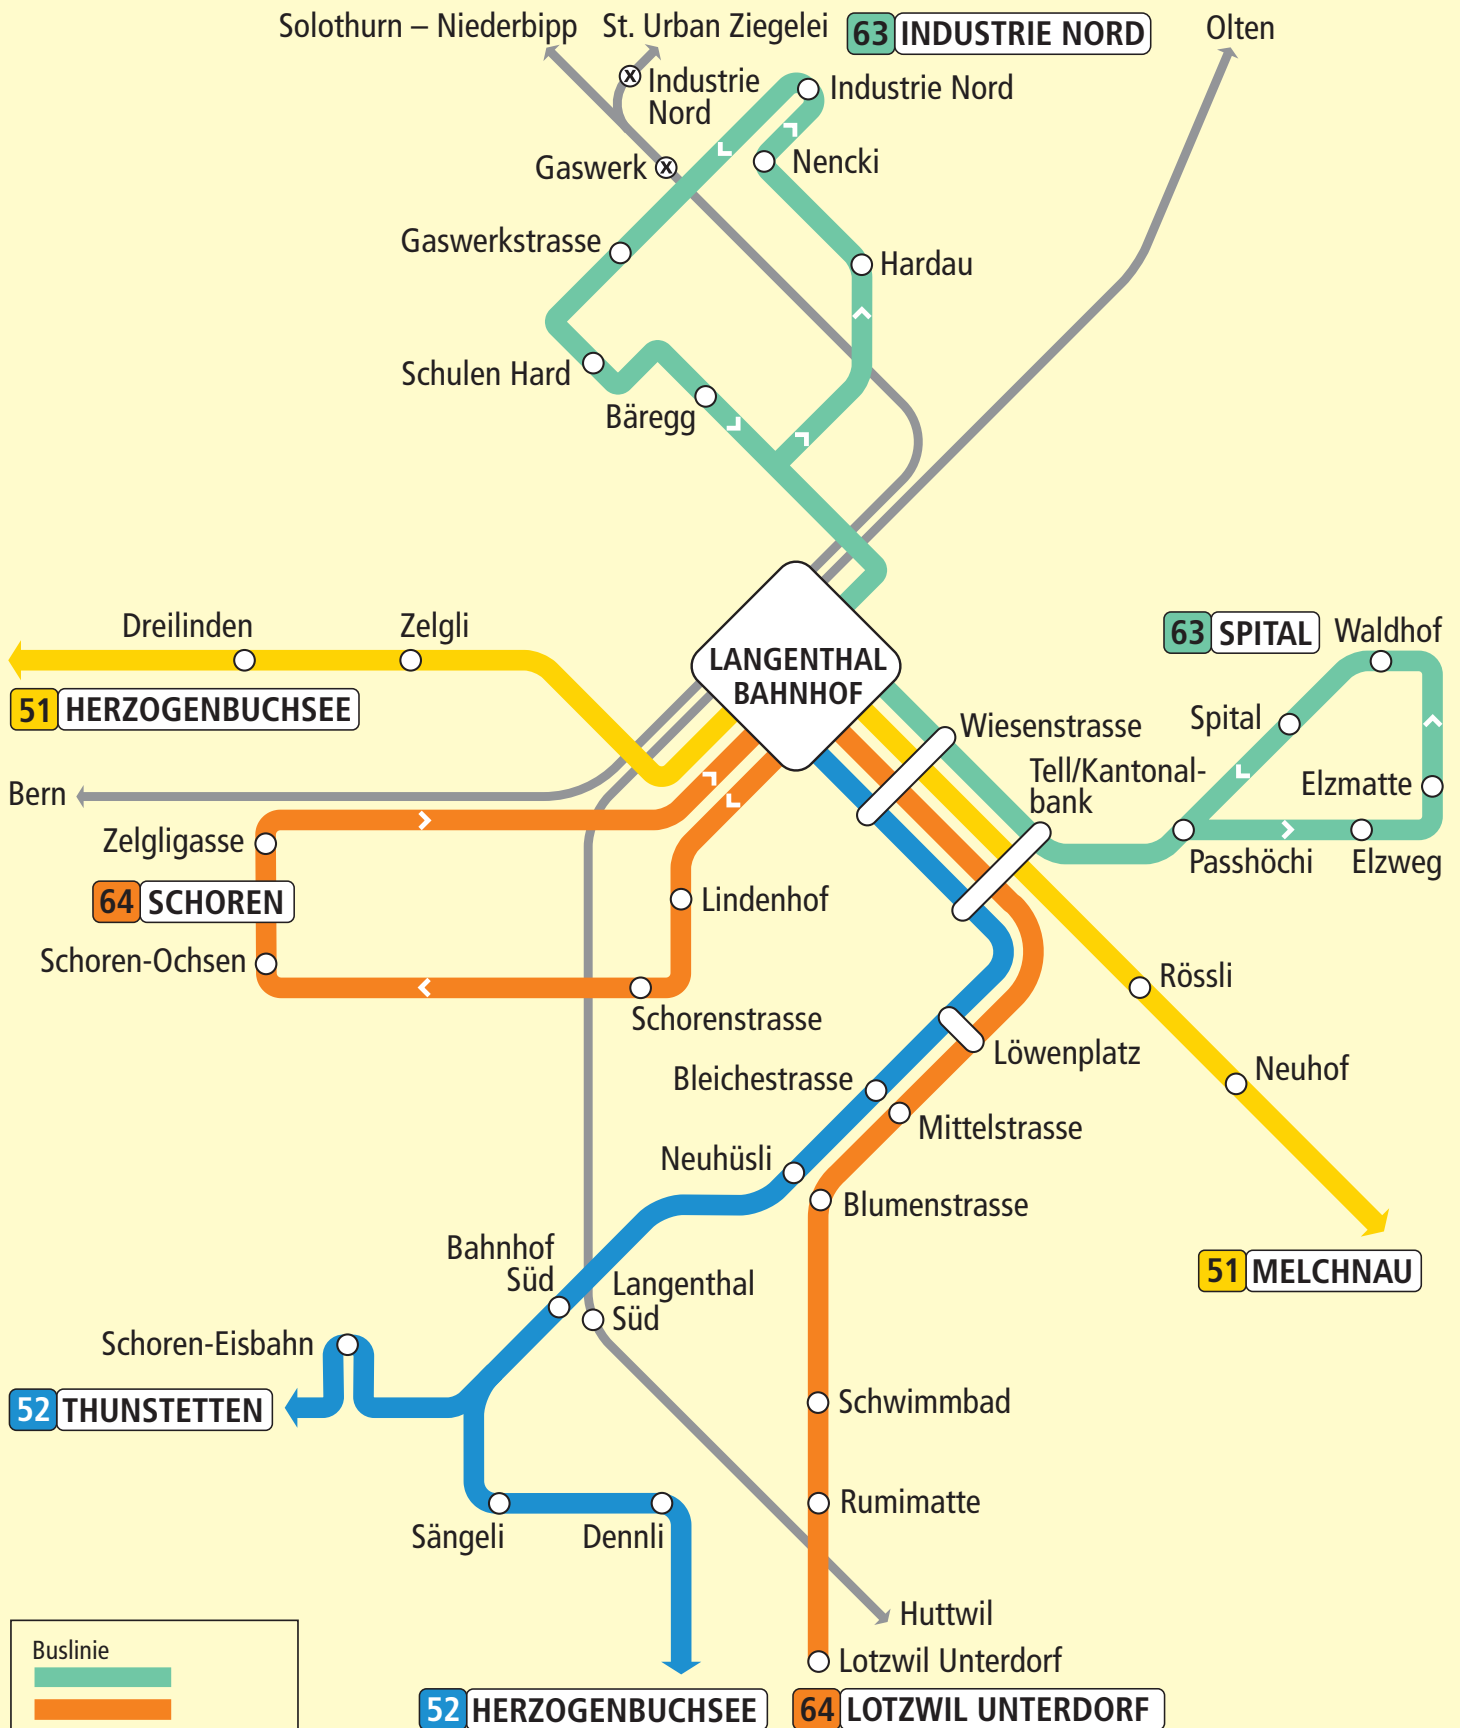 Solothurn – Niederbipp
St. Urban Ziegelei
63 INDUSTRIE NORD
Olten
x Industrie
Nord
Industrie Nord
Gaswerk x
Nencki
Gaswerkstrasse
Hardau
Schulen Hard
Bäregg
Dreilinden
Zelgli
51 HERZOGENBUCHSEE
LANGENTHAL
BAHNHOF
63 SPITAL
Waldhof
Wiesenstrasse
Spital
Tell/Kantonal-
bank
Elzmatte
Passhöchi
Elzweg
Bern
Zelgligasse
64 SCHOREN
Lindenhof
Schoren-Ochsen
Schorenstrasse
Rössli
Löwenplatz
Neuhof
Bleichestrasse
Mittelstrasse
Neuhüsli
Blumenstrasse
51 MELCHNAU
Bahnhof
Süd
Langenthal
Süd
Schoren-Eisbahn
52 THUNSTETTEN
Schwimmbad
Rumimatte
Sängeli
Dennli
Huttwil
Lotzwil Unterdorf
52 HERZOGENBUCHSEE
64 LOTZWIL UNTERDORF
Buslinie